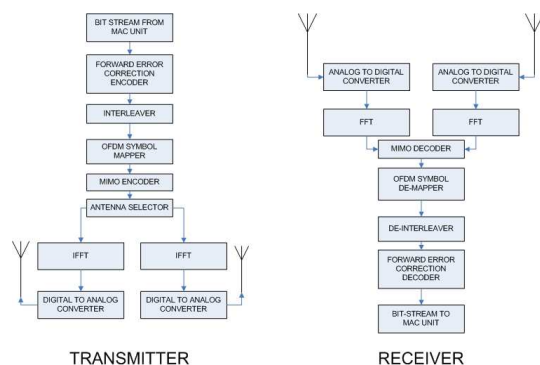 BIT STREAM FROM
MAC UNIT
FORWARD ERROR
CORRECTION
ENCODER
INTERLEAVER
OFDM SYMBOL
MAPPER
MIMO ENCODER
ANTENNA SELECTOR
IFFT
IFFT
DIGITAL TO ANALOG
CONVERTER
DIGITAL TO ANALOG
CONVERTER
TRANSMITTER
ANALOG TO DIGITAL
CONVERTER
ANALOG TO DIGITAL
CONVERTER
FFT
FFT
MIMO DECODER
OFDM SYMBOL
DE-MAPPER
DE-INTERLEAVER
FORWARD ERROR
CORRECTION
DECODER
BIT-STREAM TO
MAC UNIT
RECEIVER